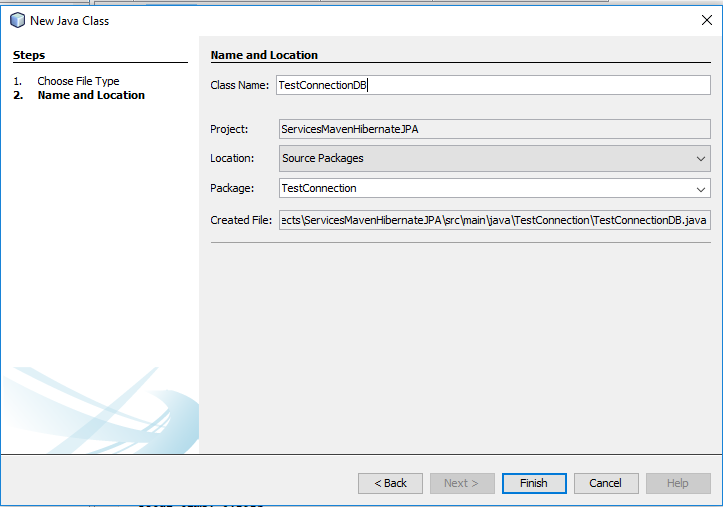 New Java Class
Steps
1. Choose File Type
2. Name and Location
Name and Location
Class Name: TestConnectionDB
Project: ServicesMavenHibernateJPA
Location: Source Packages
Package: TestConnection
Created File: ects\ServicesMavenHibernateJPA\src\main\java\TestConnection\TestConnectionDB.java
< Back Next > Finish Cancel Help